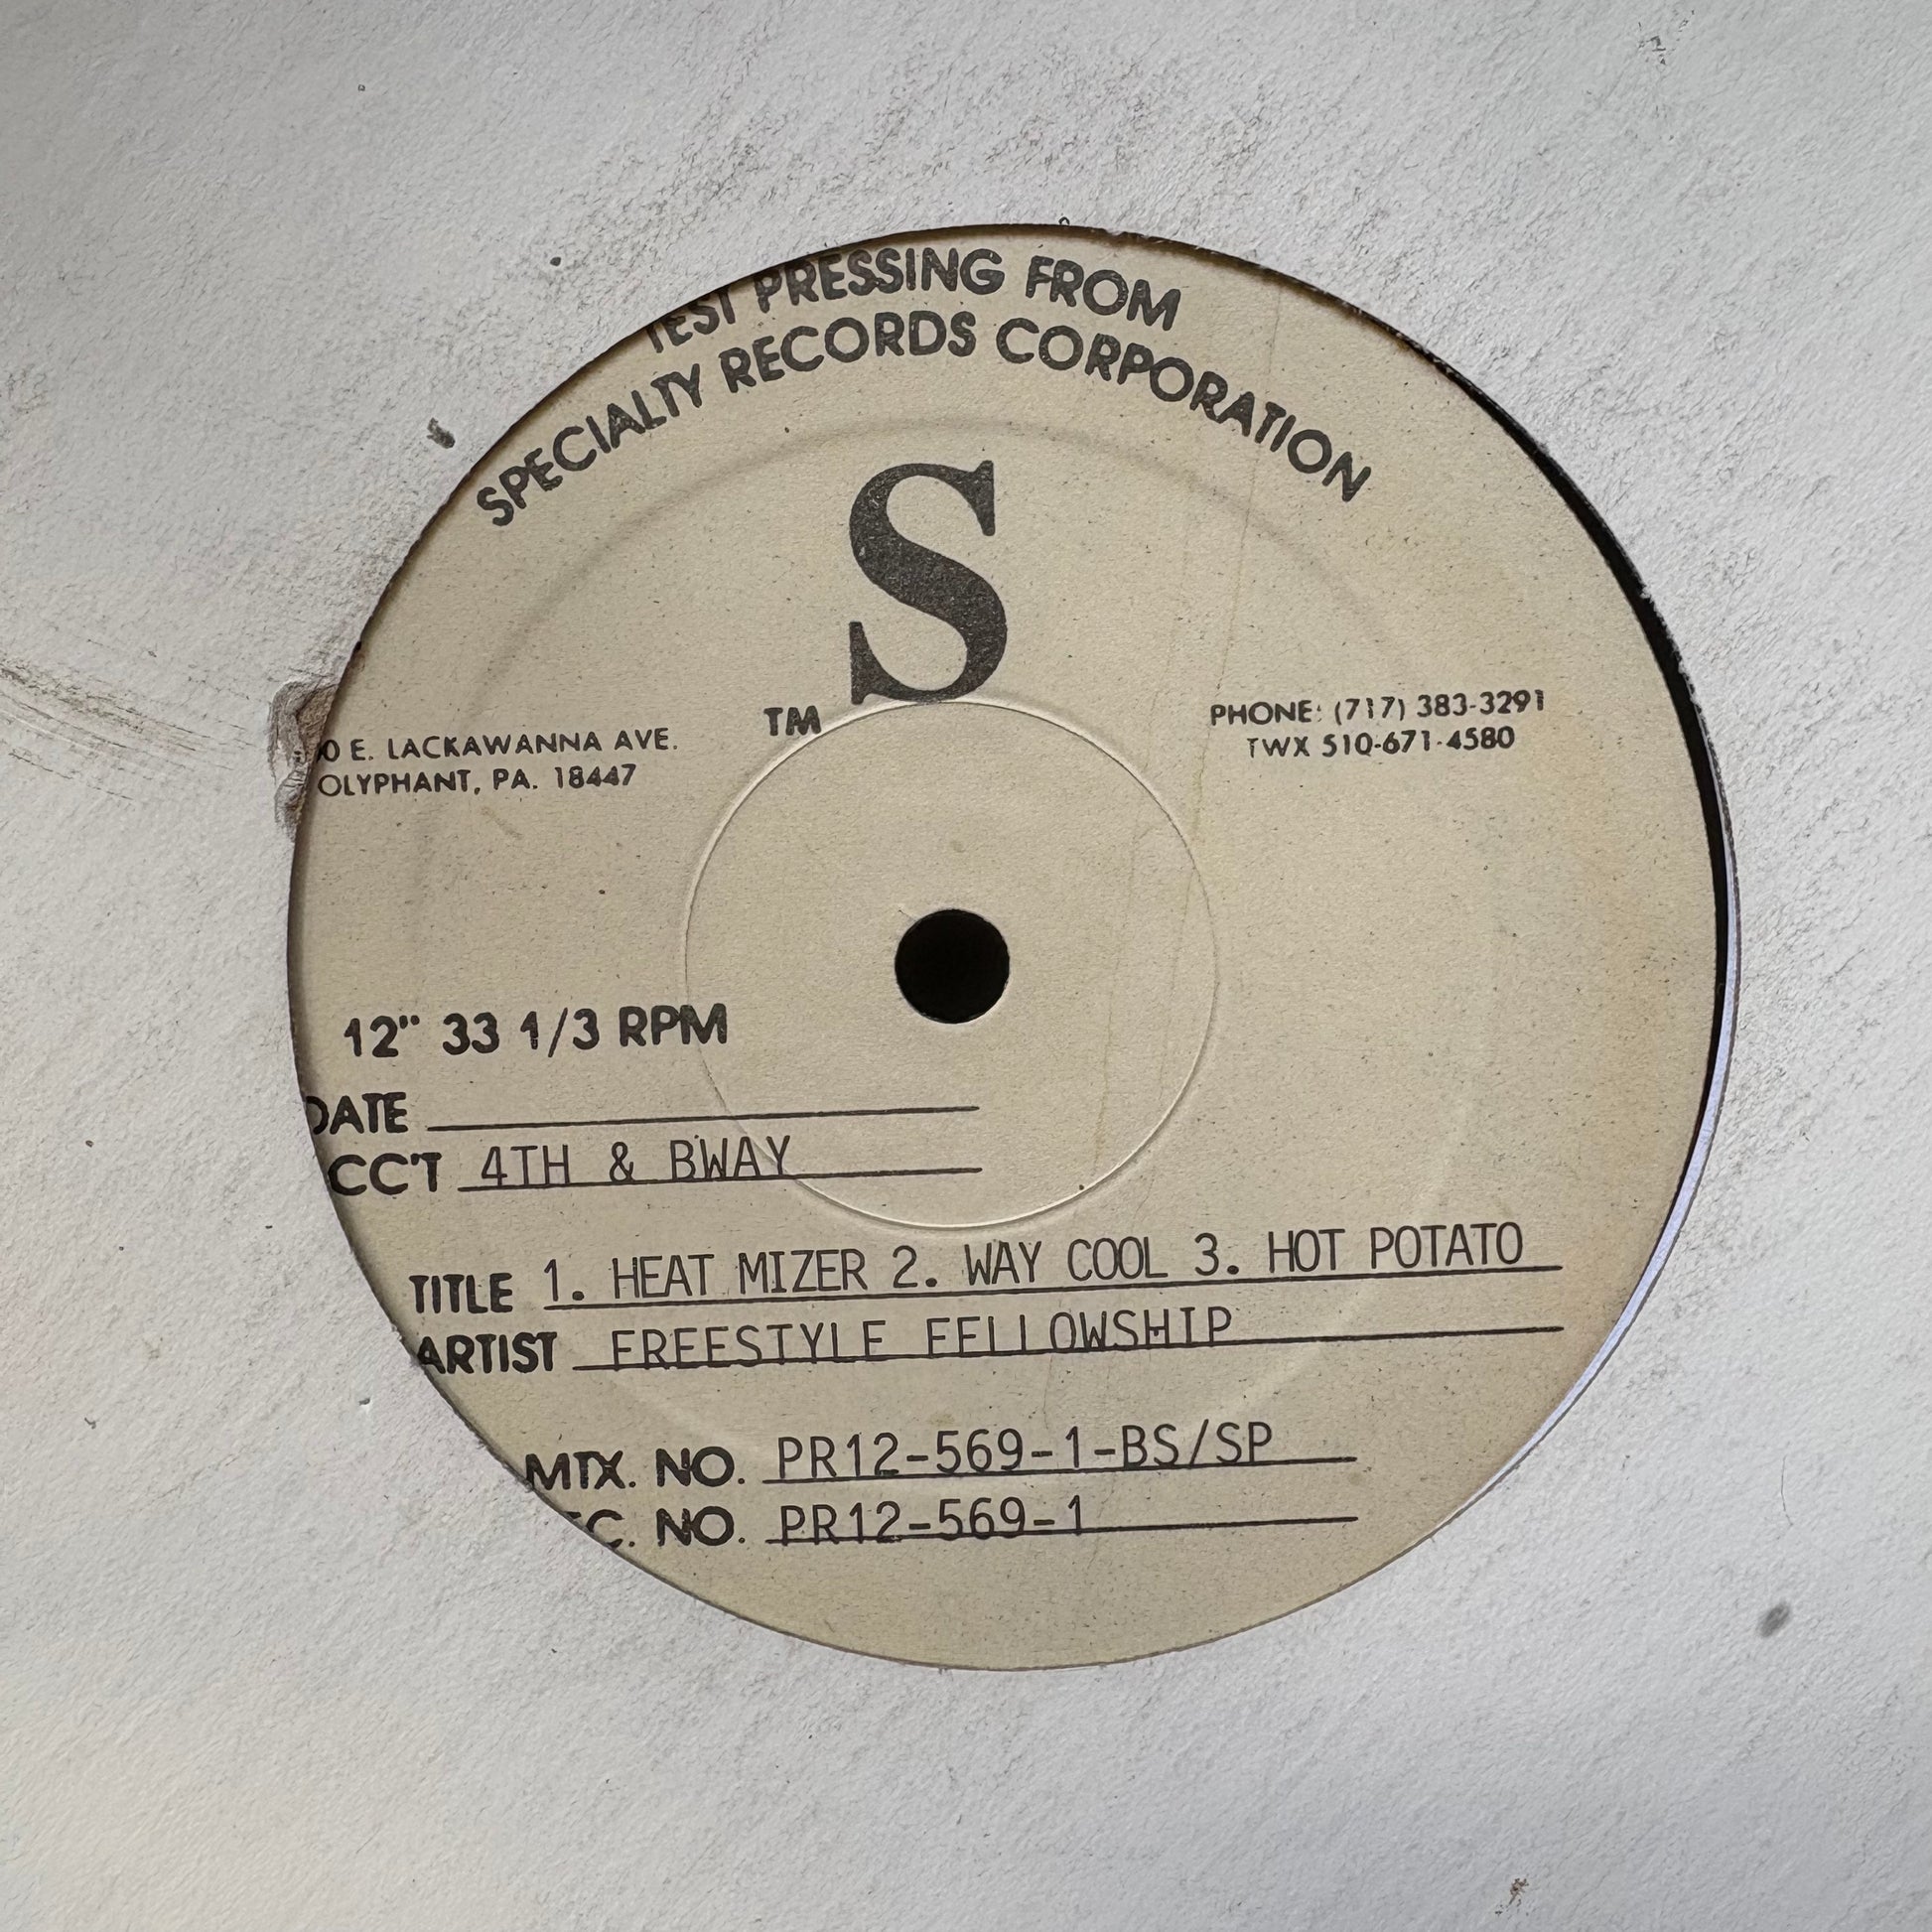 TEST PRESSING FROM
SPECIALTY RECORDS CORPORATION
S
TM
0 E. LACKAWANNA AVE.
OLYPHANT, PA. 18447
PHONE: (717) 383-3291
TWX 510-671-4580
12" 33 1/3 RPM
DATE
CC'T 4TH & BWAY
TITLE 1. HEAT MIZER 2. WAY COOL 3. HOT POTATO
ARTIST FREESTYLE FELLOWSHIP
MTX. NO. PR12-569-1-BS/SP
C. NO. PR12-569-1